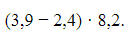 (3,9 − 2,4) · 8,2.